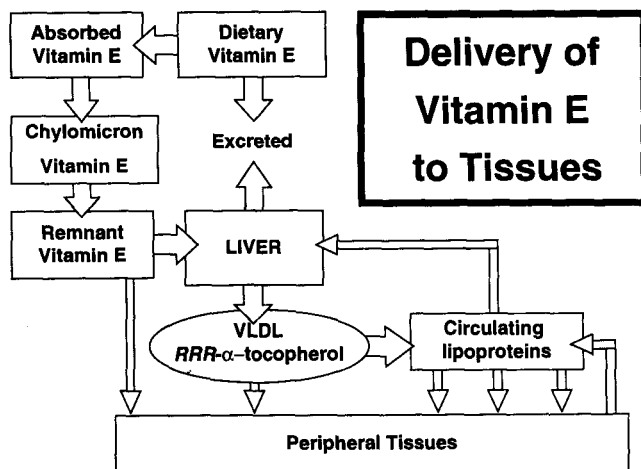 Absorbed
Vitamin E
Dietary
Vitamin E
Delivery of
Vitamin E
to Tissues
Chylomicron
Vitamin E
Excreted
Remnant
Vitamin E
LIVER
VLDL
RRR-α–tocopherol
Circulating
lipoproteins
Peripheral Tissues